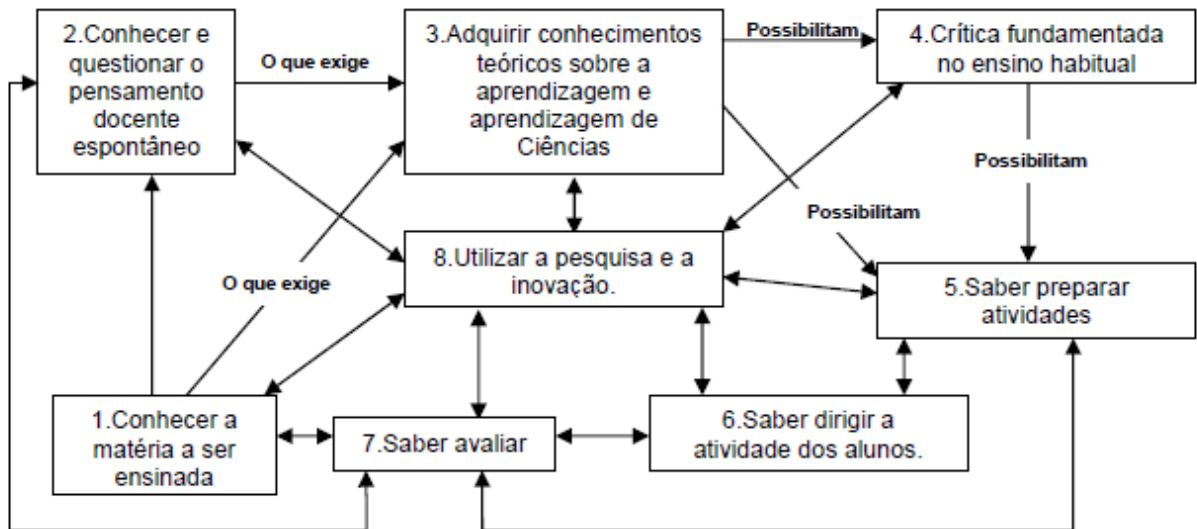 2.Conhecer e
questionar o
pensamento
docente
espontâneo
O que exige
3.Adquirir conhecimentos
teóricos sobre a
aprendizagem e
aprendizagem de
Ciências
Possibilitam
4.Crítica fundamentada
no ensino habitual
Possibilitam
Possibilitam
8.Utilizar a pesquisa e a
inovação.
O que exige
5.Saber preparar
atividades
1.Conhecer a
matéria a ser
ensinada
7.Saber avaliar
6.Saber dirigir a
atividade dos alunos.